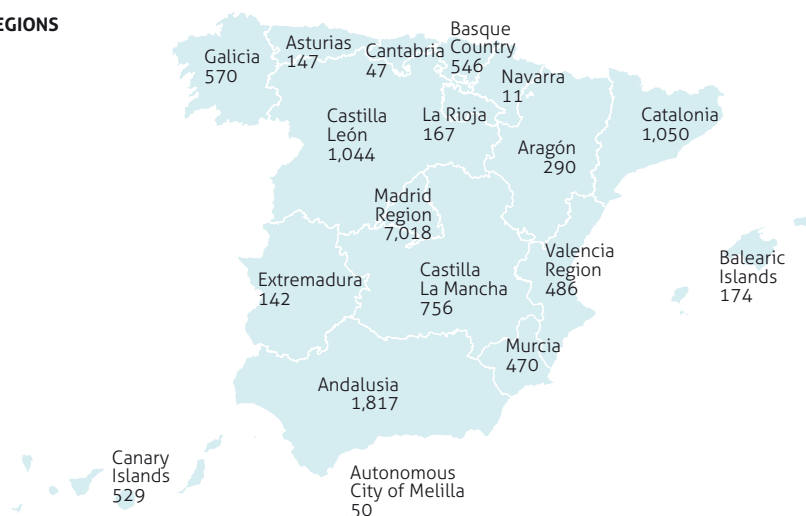 EGIONS
Galicia
570
Asturias
147
Cantabria
47
Basque
Country
546
Navarra
11
Castilla
León
1,044
La Rioja
167
Aragón
290
Catalonia
1,050
Madrid
Region
7,018
Extremadura
142
Castilla
La Mancha
756
Valencia
Region
486
Balearic
Islands
174
Murcia
470
Andalusia
1,817
Canary
Islands
529
Autonomous
City of Melilla
50